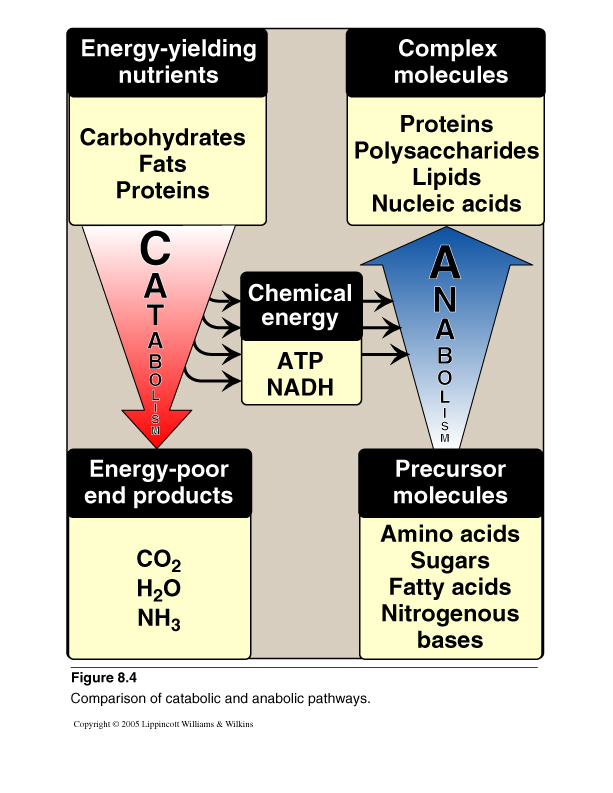 Energy-yielding
nutrients
Carbohydrates
Fats
Proteins
Complex
molecules
Proteins
Polysaccharides
Lipids
Nucleic acids
CATABOLISM
Chemical
energy
ATP
NADH
ANABOLISM
Energy-poor
end products
CO₂
H₂O
NH₃
Precursor
molecules
Amino acids
Sugars
Fatty acids
Nitrogenous
bases
Figure 8.4
Comparison of catabolic and anabolic pathways.
Copyright © 2005 Lippincott Williams & Wilkins